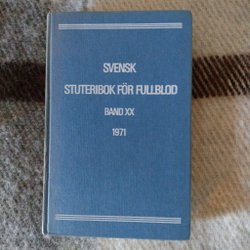 SVENSK
STUTERIBOK FÖR FULLBLOD
BAND XX
1971